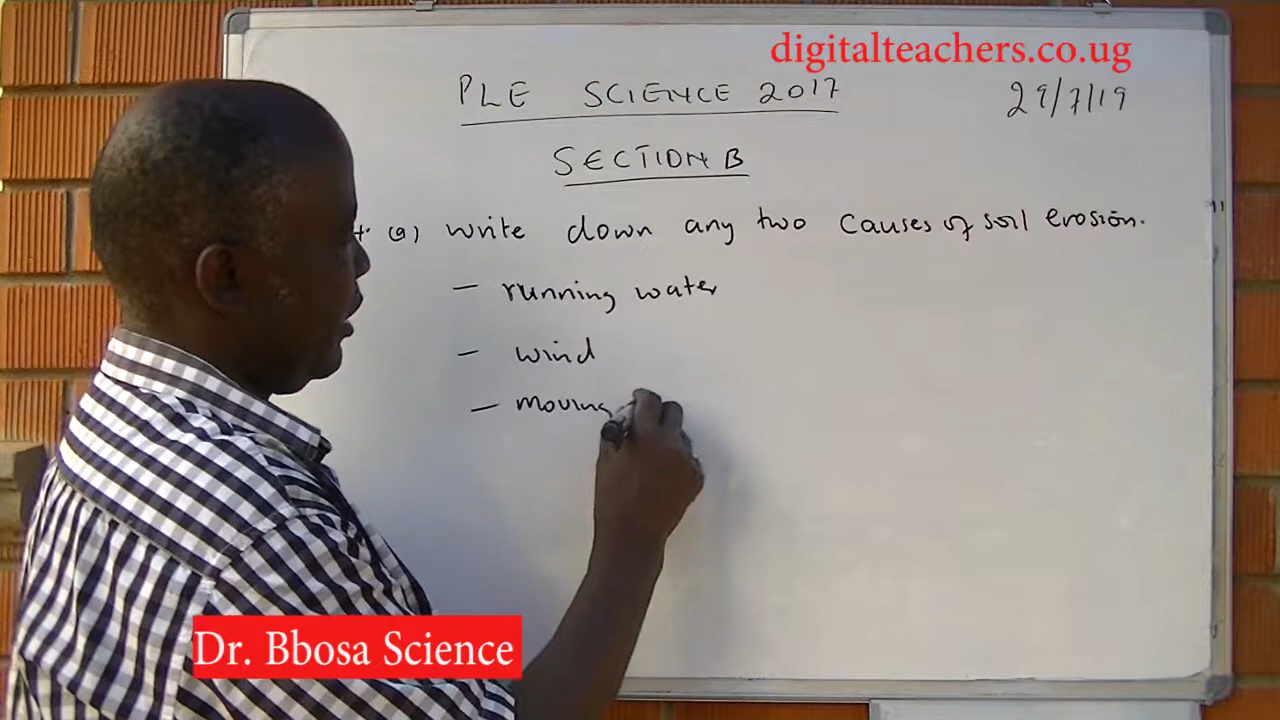 digitalteachers.co.ug
PLE SCIENCE 2017
29/7/19
SECTION B
(a) write down any two causes of soil erosion.
- running water
- wind
- moving
Dr. Bbosa Science